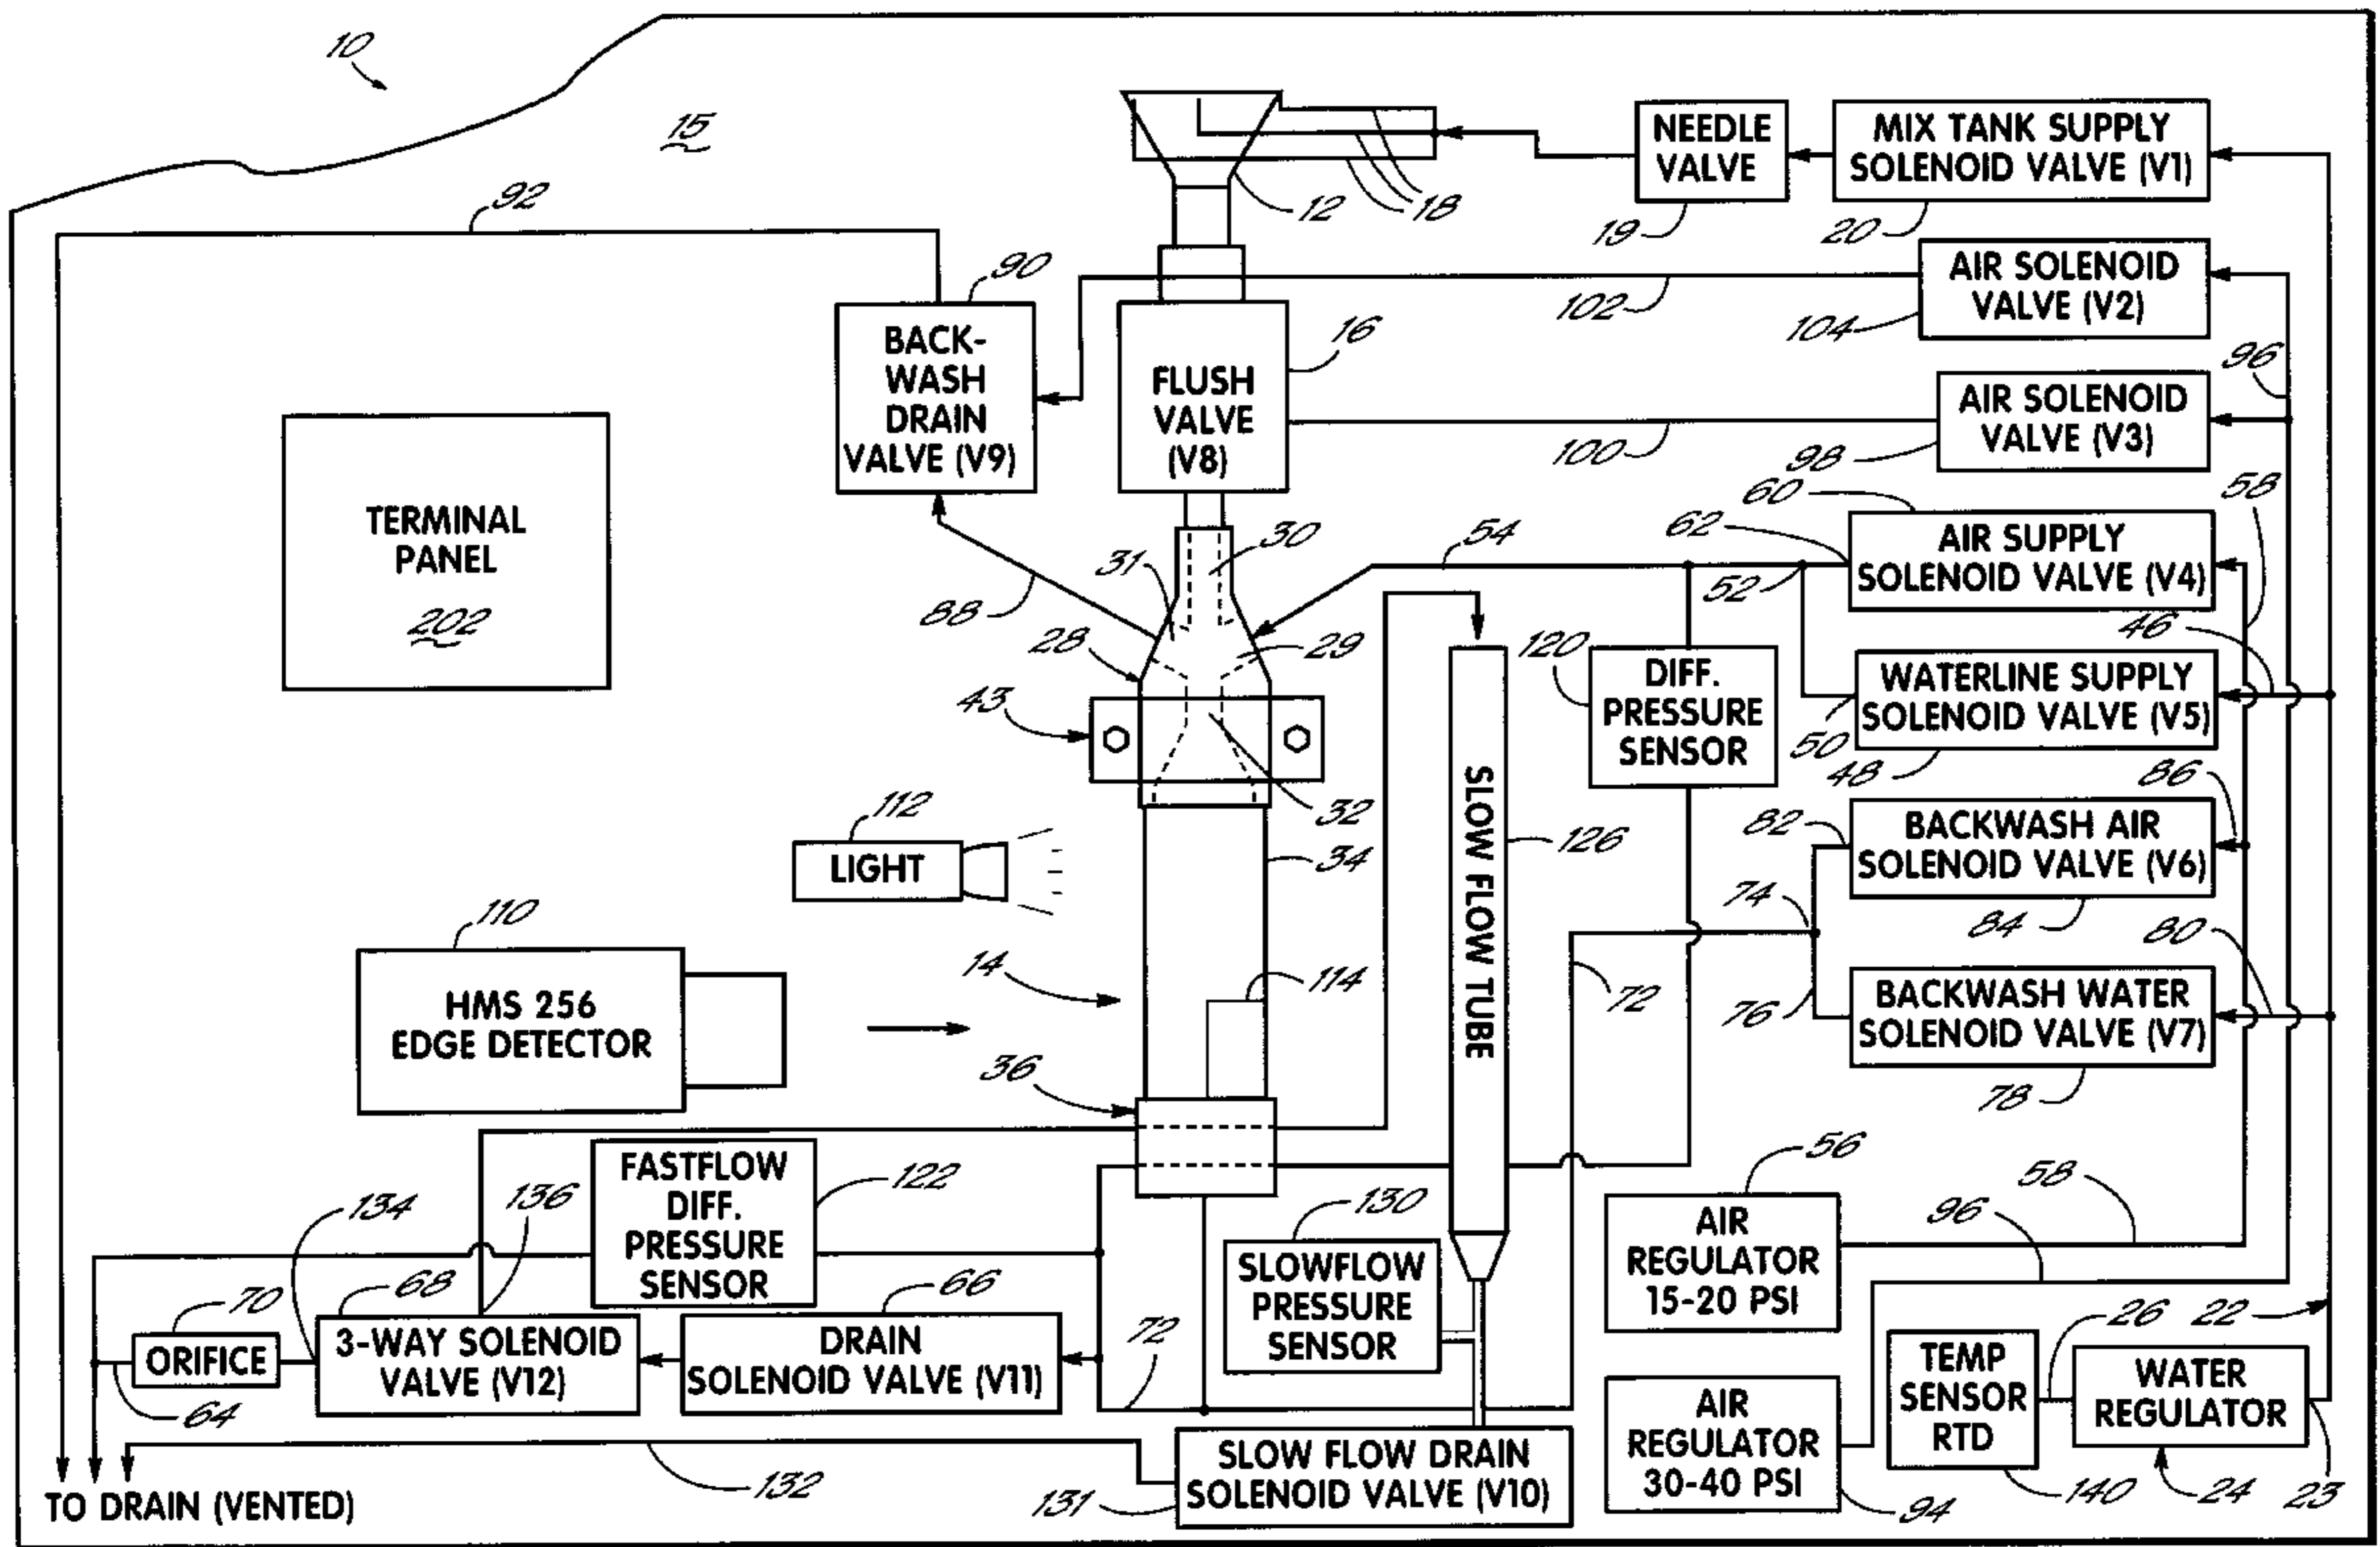 10
15
NEEDLE
VALVE
MIX TANK SUPPLY
SOLENOID VALVE (V1)
12
18
19
20
92
90
BACK-
WASH
DRAIN
VALVE (V9)
16
FLUSH
VALVE
(V8)
102
104
AIR SOLENOID
VALVE (V2)
96
100
98
AIR SOLENOID
VALVE (V3)
58
TERMINAL
PANEL
202
88
31
30
54
62
60
52
AIR SUPPLY
SOLENOID VALVE (V4)
46
28
29
120
DIFF.
PRESSURE
SENSOR
WATERLINE SUPPLY
SOLENOID VALVE (V5)
50
48
86
43
32
112
LIGHT
34
SLOW FLOW TUBE
126
82
BACKWASH AIR
SOLENOID VALVE (V6)
84
80
74
110
HMS 256
EDGE DETECTOR
14
114
72
76
BACKWASH WATER
SOLENOID VALVE (V7)
78
36
FASTFLOW
DIFF.
PRESSURE
SENSOR
122
134
136
130
SLOWFLOW
PRESSURE
SENSOR
56
AIR
REGULATOR
15-20 PSI
96
58
70
68
66
ORIFICE
3-WAY SOLENOID
VALVE (V12)
DRAIN
SOLENOID VALVE (V11)
72
64
26
22
TEMP
SENSOR
RTD
WATER
REGULATOR
AIR
REGULATOR
30-40 PSI
TO DRAIN (VENTED)
132
131
SLOW FLOW DRAIN
SOLENOID VALVE (V10)
94
140
24
23